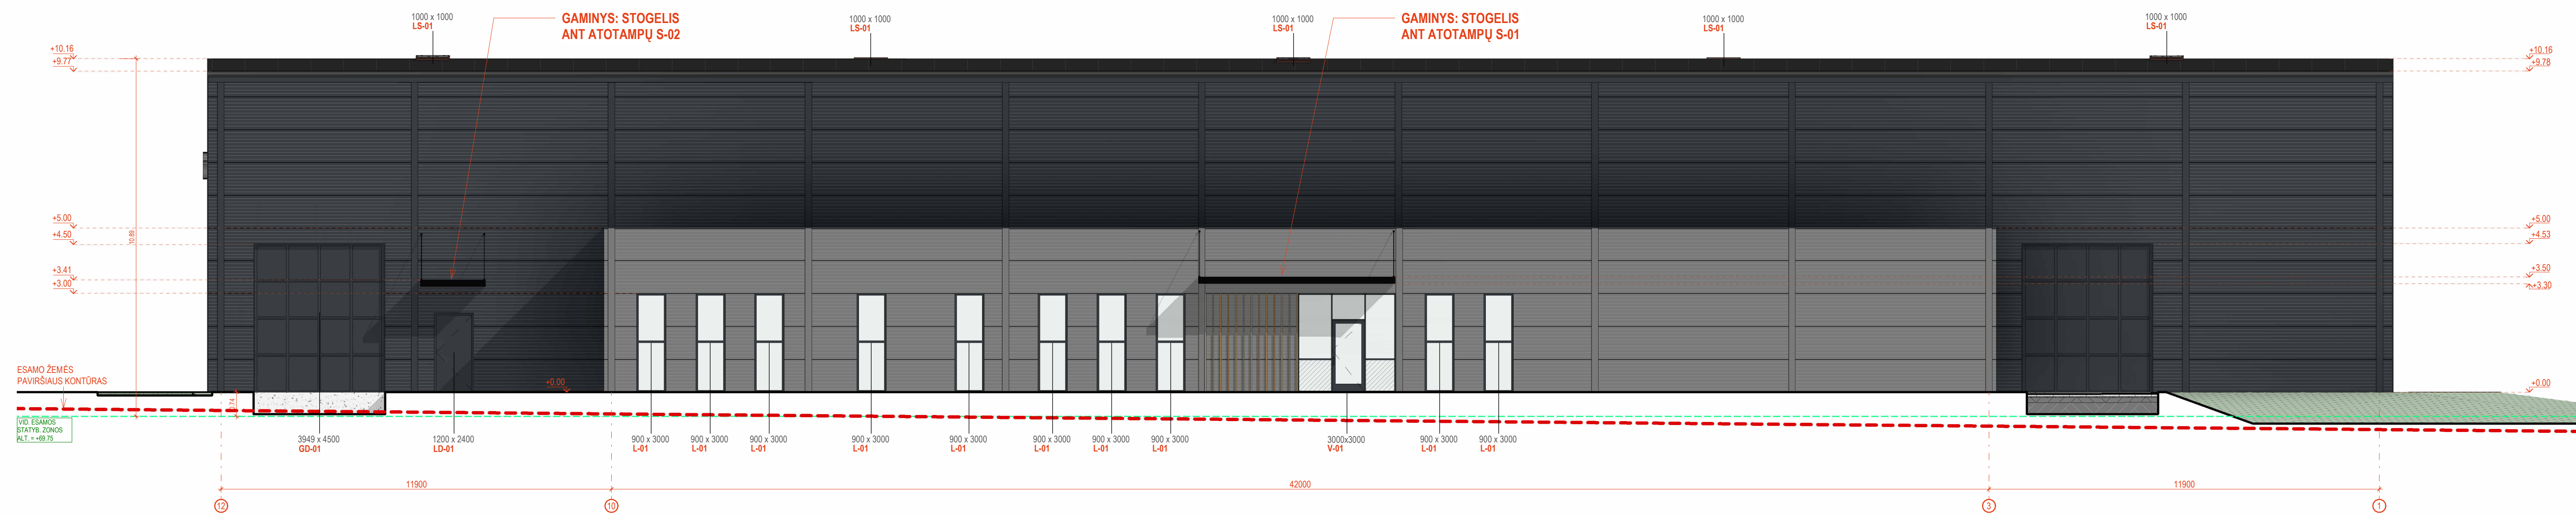 1000 x 1000
LS-01
GAMINYS: STOGELIS
ANT ATOTAMPŲ S-02
1000 x 1000
LS-01
1000 x 1000
LS-01
GAMINYS: STOGELIS
ANT ATOTAMPŲ S-01
1000 x 1000
LS-01
1000 x 1000
LS-01
+10.16
+9.77
+10.16
+9.78
+5.00
+4.50
10.89
+5.00
+4.53
+3.41
+3.00
+3.50
+3.30
ESAMO ŽEMĖS
PAVIRŠIAUS KONTŪRAS
+0.00
+0.00
VID. ESAMOS
STATYB. ZONOS
ALT. = +69.75
3949 x 4500
GD-01
1200 x 2400
LD-01
900 x 3000
L-01
900 x 3000
L-01
900 x 3000
L-01
900 x 3000
L-01
900 x 3000
L-01
900 x 3000
L-01
900 x 3000
L-01
900 x 3000
L-01
3000x3000
V-01
900 x 3000
L-01
900 x 3000
L-01
11900
42000
11900
12
10
3
1